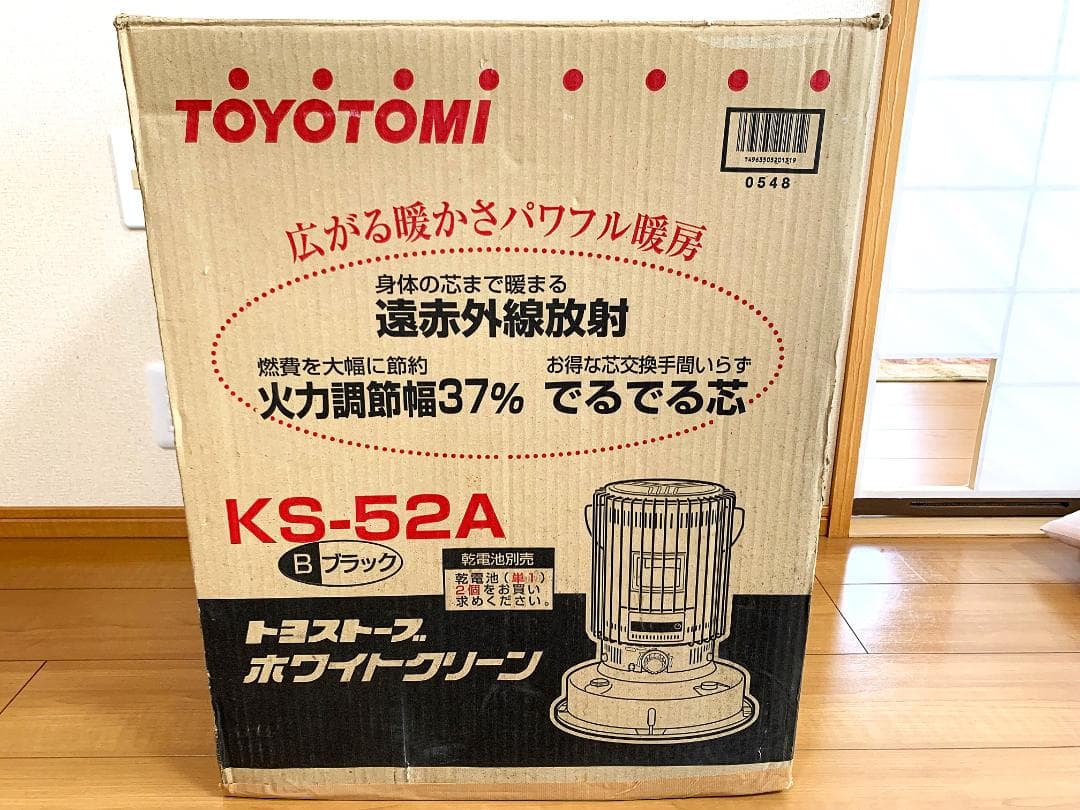 TOYOTOMI
T4963505201319
0548
広がる暖かさパワフル暖房
身体の芯まで暖まる
遠赤外線放射
燃費を大幅に節約
火力調節幅37%
お得な芯交換手間いらず
でるでる芯
KS-52A
B ブラック
乾電池別売
乾電池(単1)
2個をお買い
求めください。
トヨストーブ
ホワイトクリーン